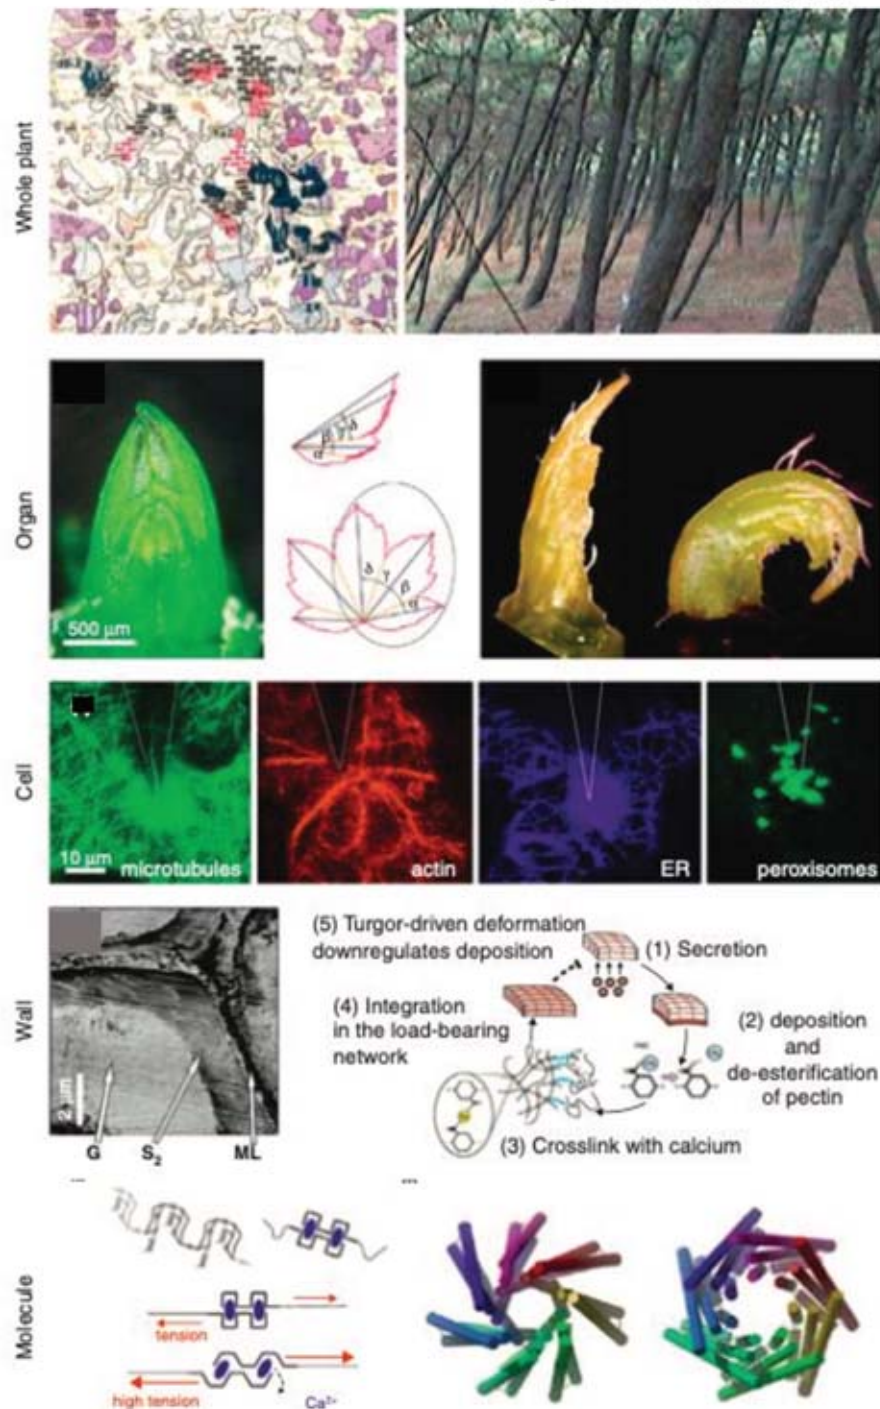 Whole plant
Organ
500 µm
α β γ δ
δ γ β α
Cell
10 µm
microtubules
actin
ER
peroxisomes
Wall
2 µm
G
S₂
ML
(5) Turgor-driven deformation
downregulates deposition
(1) Secretion
(4) Integration
in the load-bearing
network
(2) deposition
and
de-esterification
of pectin
(3) Crosslink with calcium
Molecule
tension
high tension
Ca²⁺